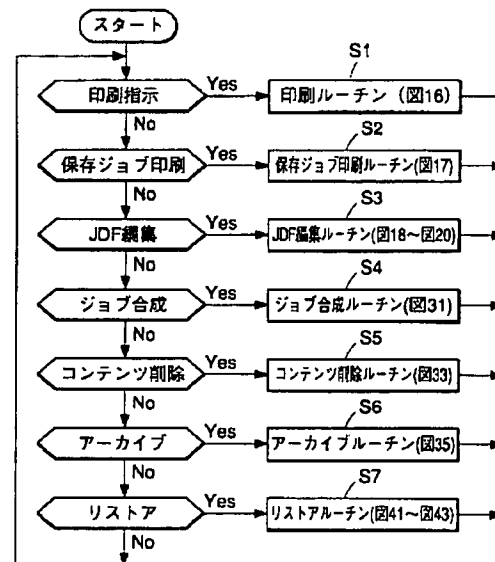 スタート
S1
印刷指示
Yes
印刷ルーチン（図16）
No
S2
保存ジョブ印刷
Yes
保存ジョブ印刷ルーチン(図17)
No
S3
JDF編集
Yes
JDF編集ルーチン(図18～図20)
No
S4
ジョブ合成
Yes
ジョブ合成ルーチン(図31)
No
S5
コンテンツ削除
Yes
コンテンツ削除ルーチン(図33)
No
S6
アーカイブ
Yes
アーカイブルーチン(図35)
No
S7
リストア
Yes
リストアルーチン(図41～図43)
No